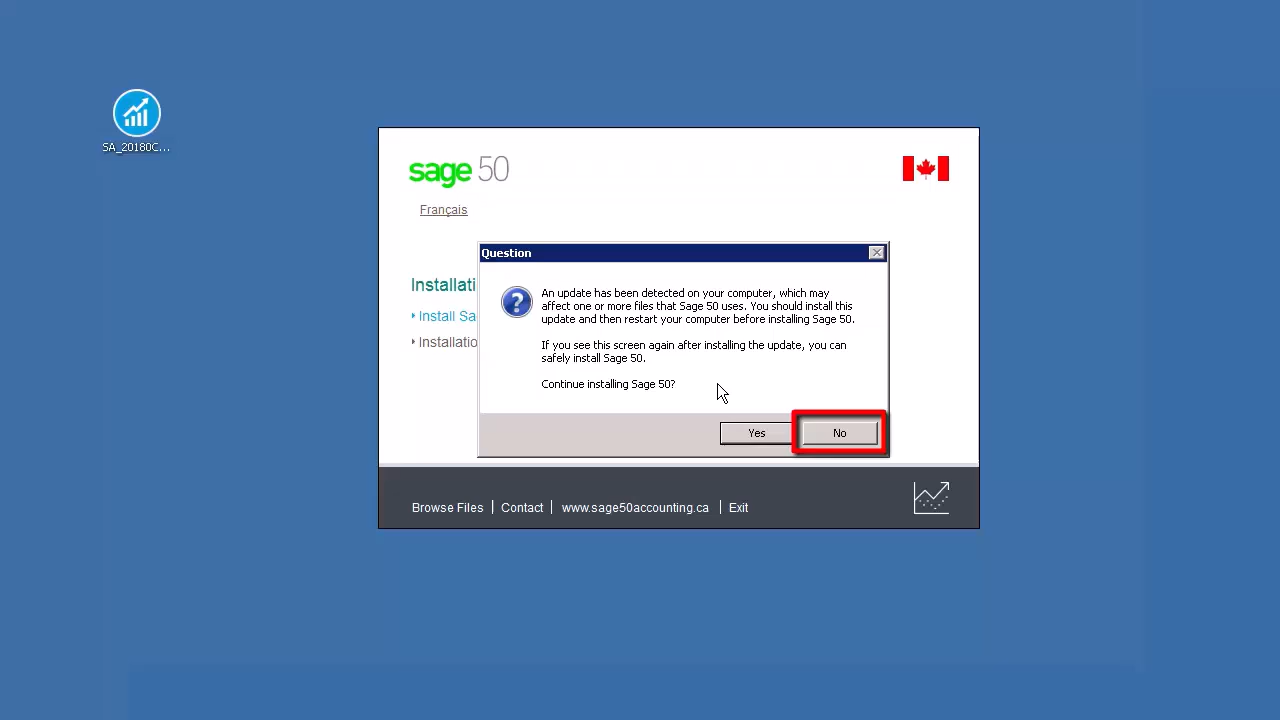 SA_20180C...
sage 50
Français
Question
An update has been detected on your computer, which may
affect one or more files that Sage 50 uses. You should install this
update and then restart your computer before installing Sage 50.
If you see this screen again after installing the update, you can
safely install Sage 50.
Continue installing Sage 50?
Yes
No
Installati
Install Sa
Installatio
Browse Files | Contact | www.sage50accounting.ca | Exit